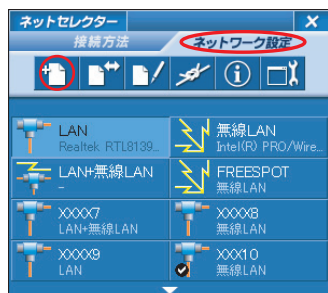 ネットセレクター
接続方法 ネットワーク設定
LAN
Realtek RTL8139...
無線LAN
Intel(R) PRO/Wire...
LAN+無線LAN
-
FREESPOT
無線LAN
XXXX7
LAN+無線LAN
XXXX8
無線LAN
XXXX9
LAN
XXX10
無線LAN